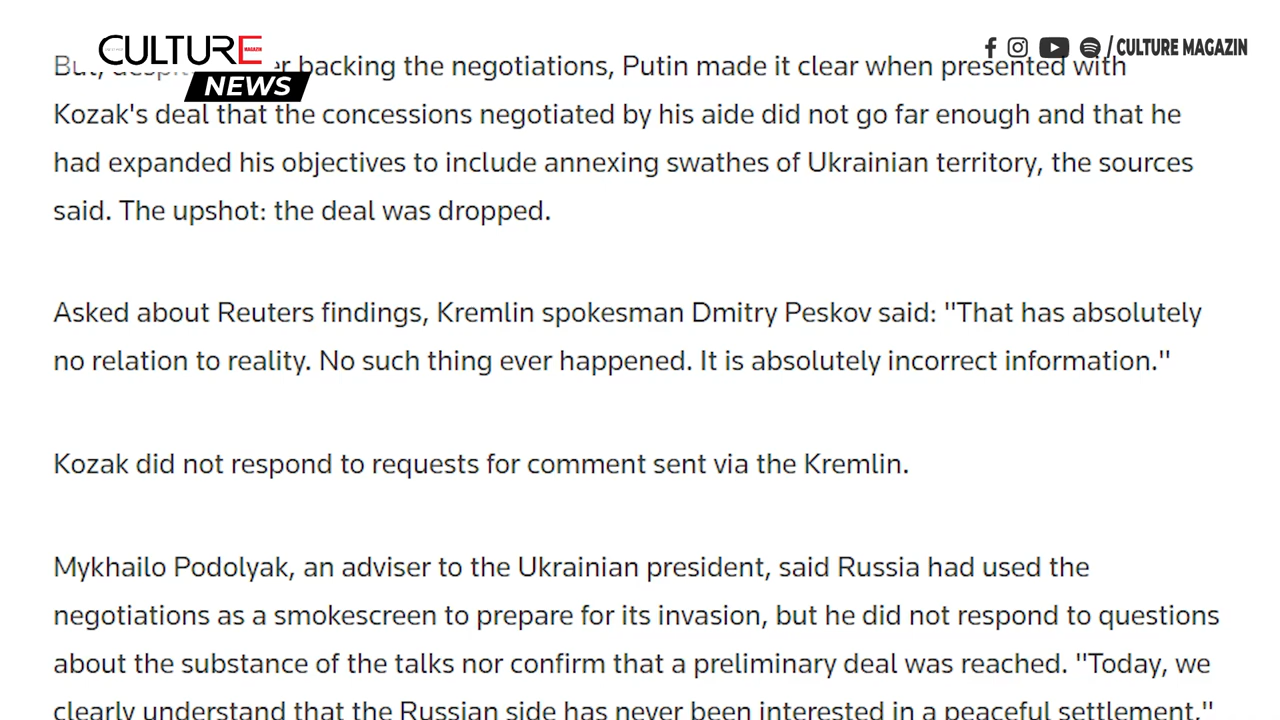 CULTURE
MAGAZIN
NEWS
/CULTURE MAGAZIN
But, despite er backing the negotiations, Putin made it clear when presented with
Kozak's deal that the concessions negotiated by his aide did not go far enough and that he
had expanded his objectives to include annexing swathes of Ukrainian territory, the sources
said. The upshot: the deal was dropped.
Asked about Reuters findings, Kremlin spokesman Dmitry Peskov said: "That has absolutely
no relation to reality. No such thing ever happened. It is absolutely incorrect information."
Kozak did not respond to requests for comment sent via the Kremlin.
Mykhailo Podolyak, an adviser to the Ukrainian president, said Russia had used the
negotiations as a smokescreen to prepare for its invasion, but he did not respond to questions
about the substance of the talks nor confirm that a preliminary deal was reached. "Today, we
clearly understand that the Russian side has never been interested in a peaceful settlement,"